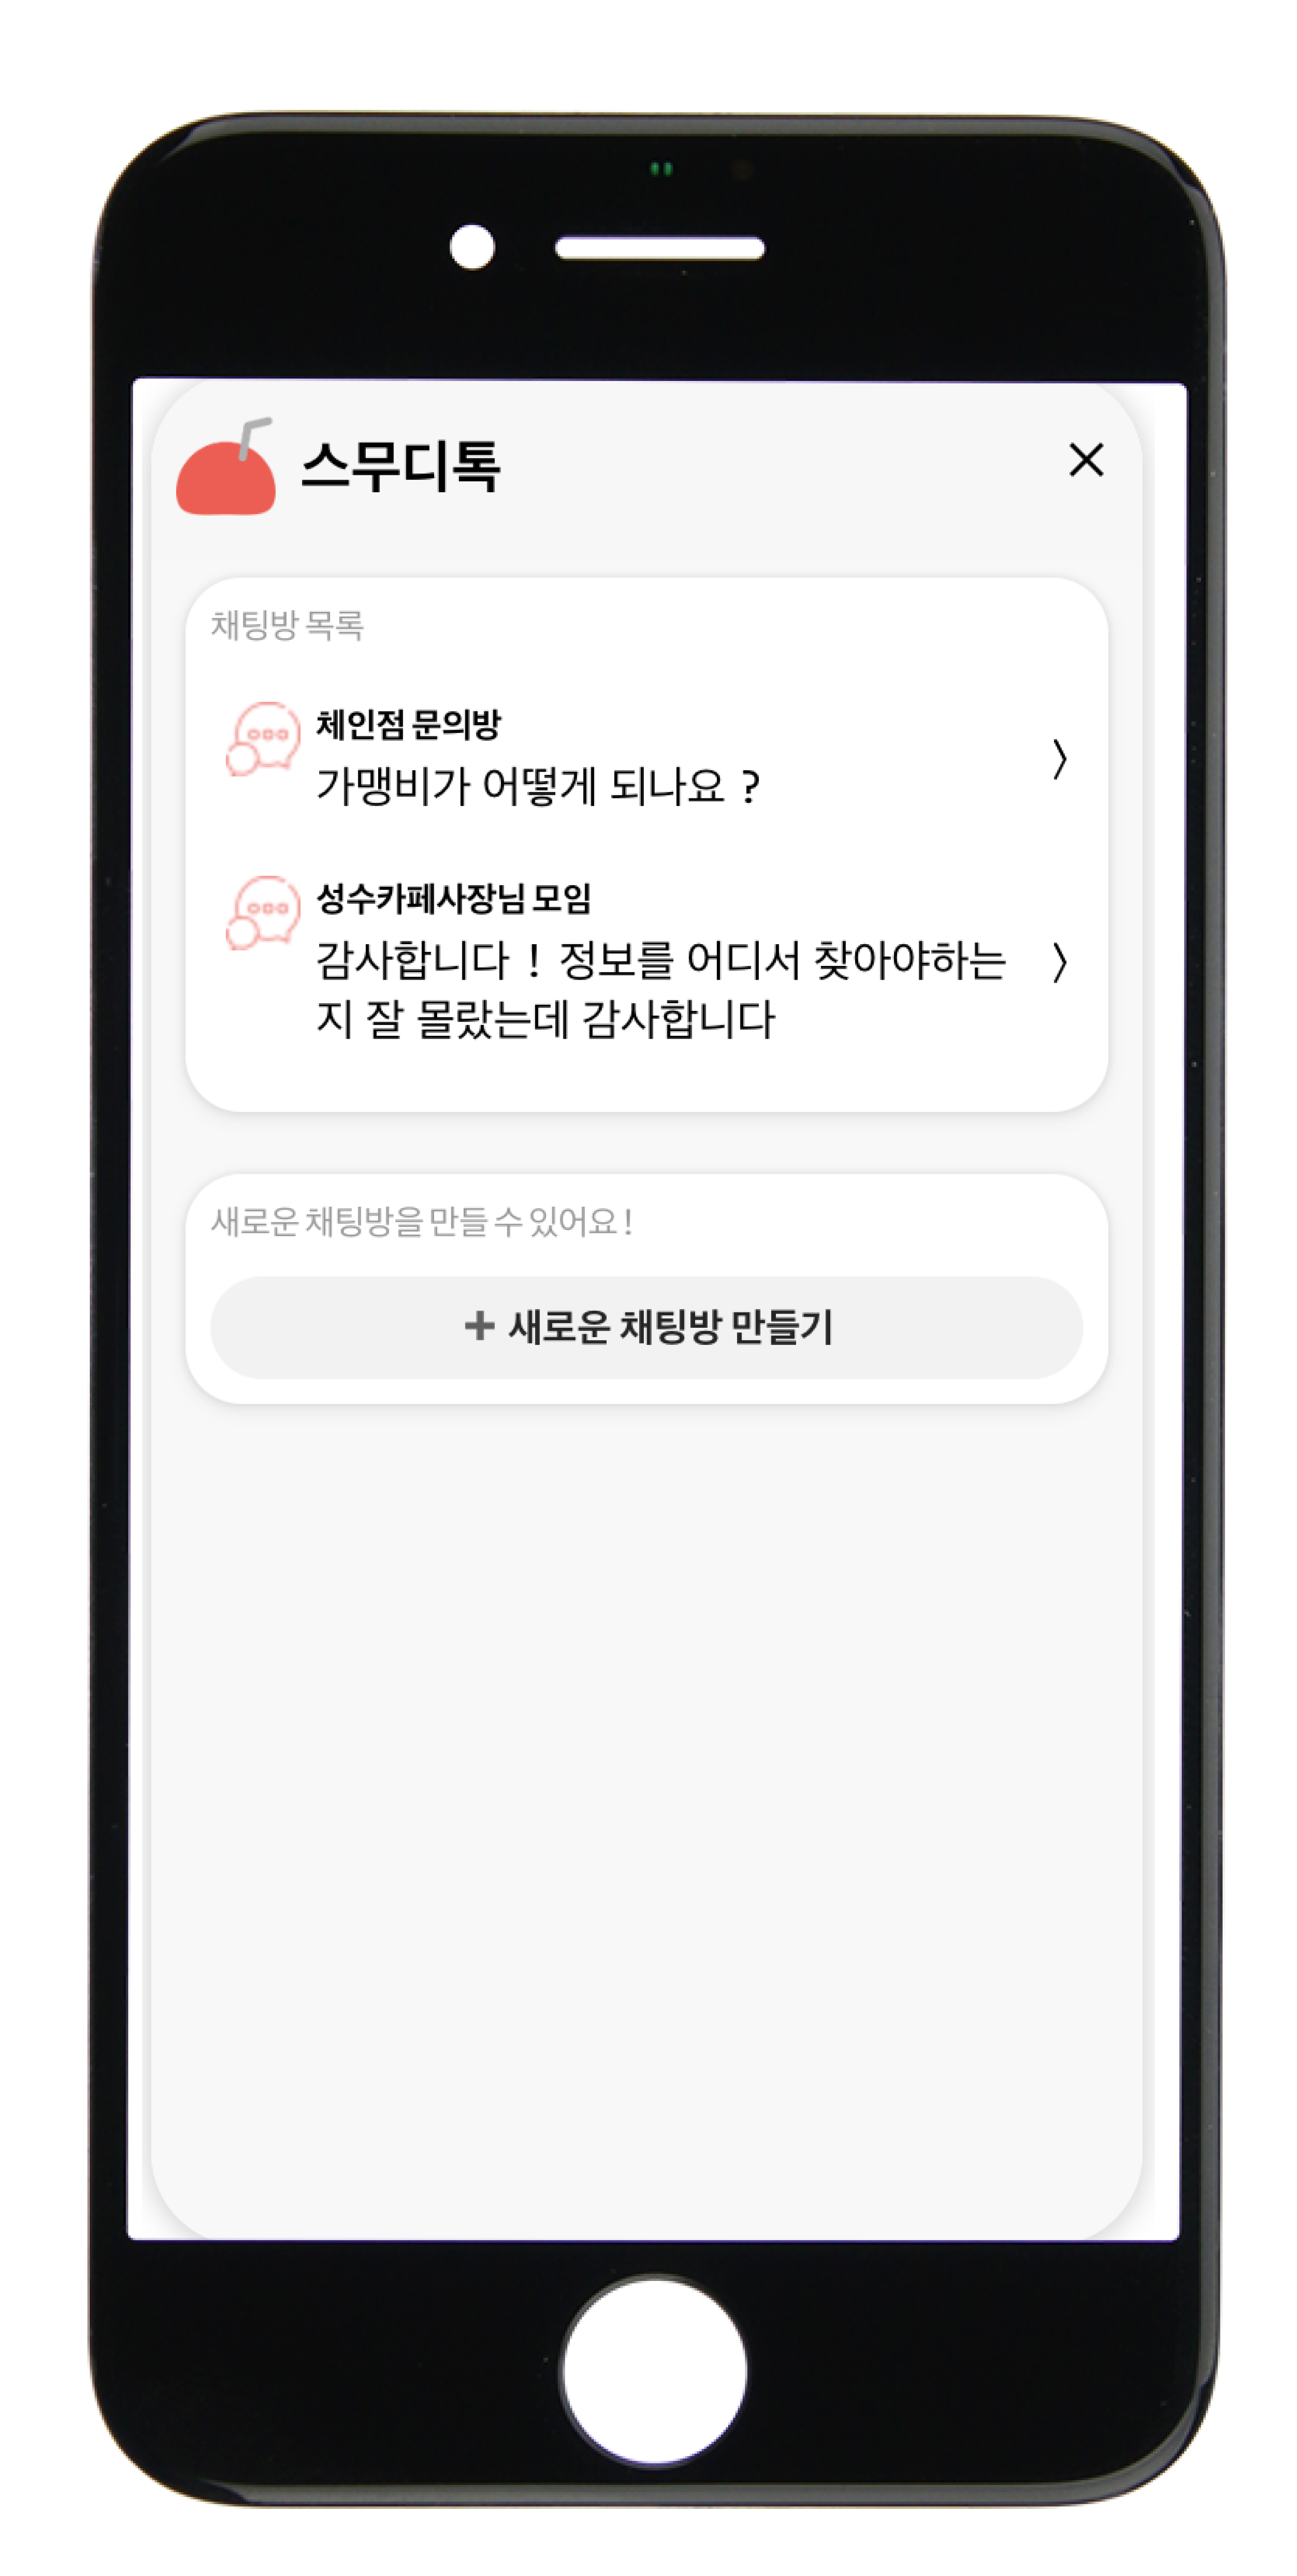 스무디톡
채팅방 목록
체인점 문의방
가맹비가 어떻게 되나요 ?
성수카페사장님 모임
감사합니다 ! 정보를 어디서 찾아야하는
지 잘 몰랐는데 감사합니다
새로운 채팅방을 만들 수 있어요 !
+ 새로운 채팅방 만들기